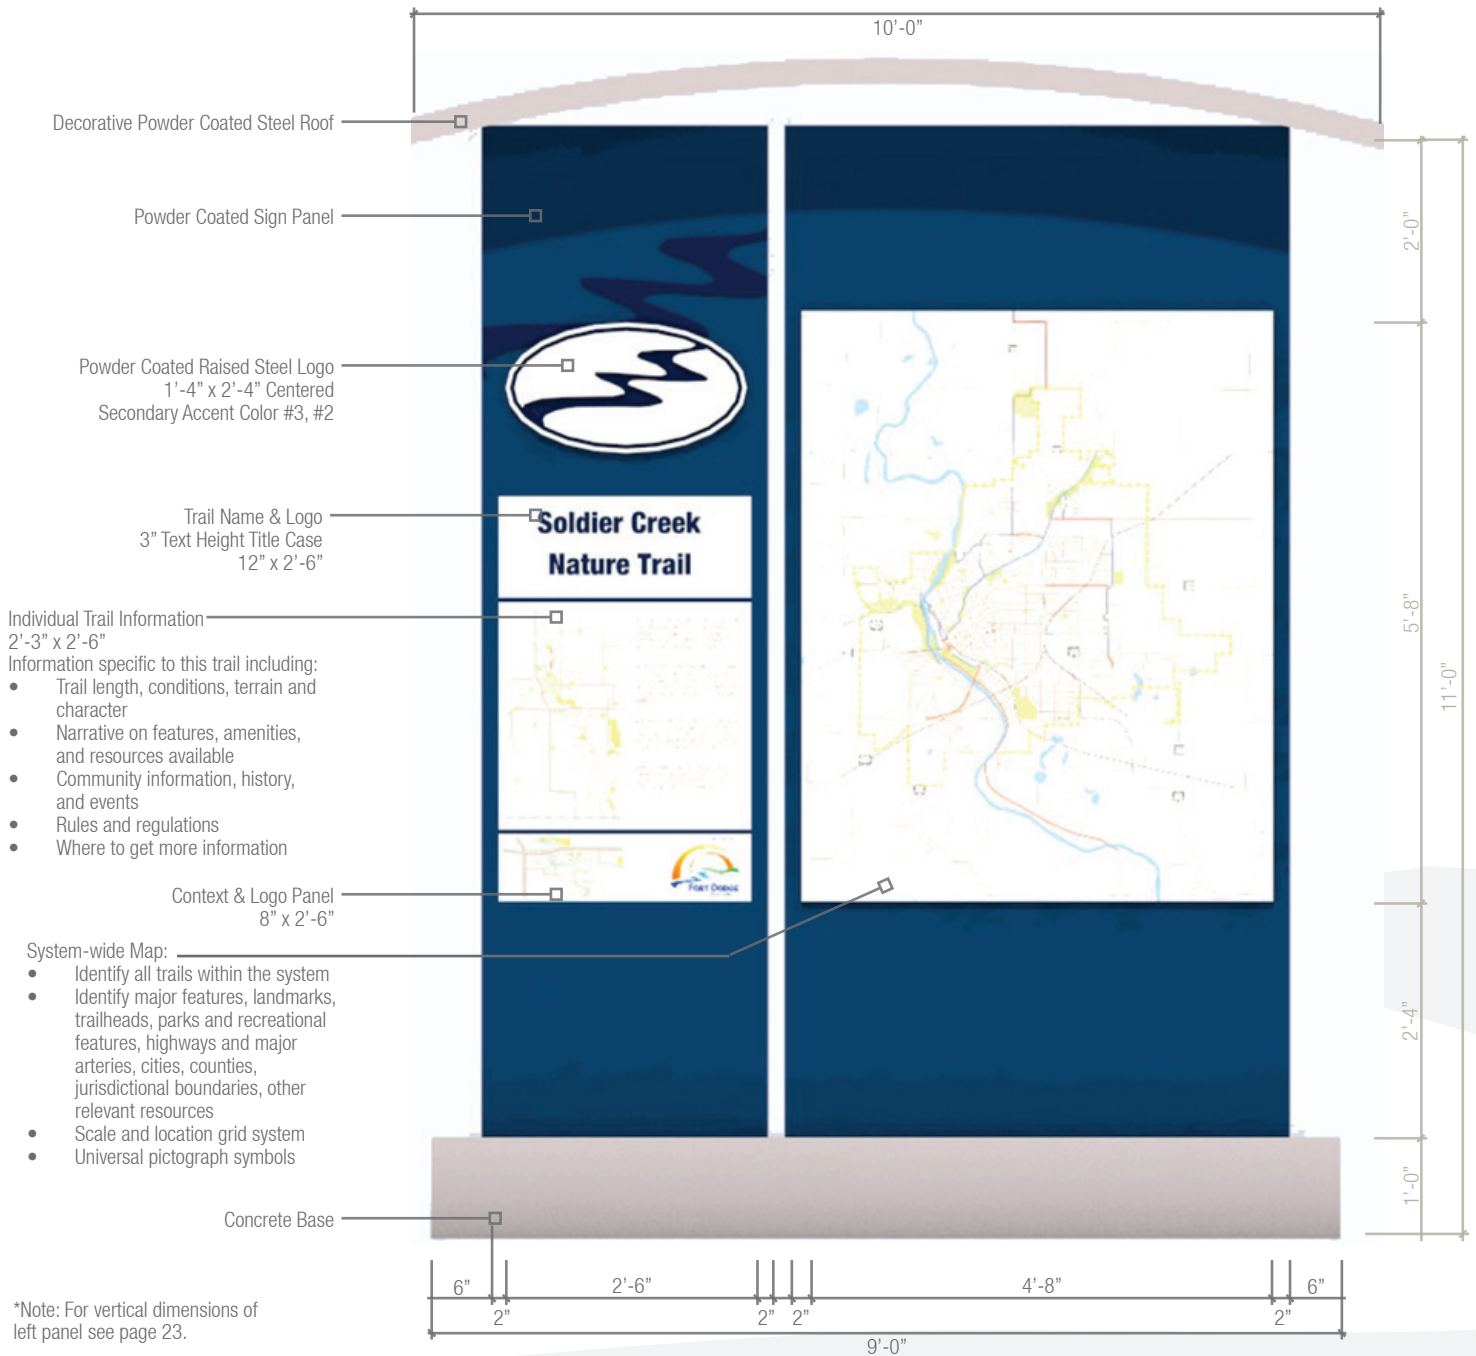 10’-0”
Decorative Powder Coated Steel Roof
Powder Coated Sign Panel
2’-0”
Powder Coated Raised Steel Logo
1’-4” x 2’-4” Centered
Secondary Accent Color #3, #2
Trail Name & Logo
3” Text Height Title Case
12” x 2’-6”
Soldier Creek
Nature Trail
Individual Trail Information
2’-3” x 2’-6”
Information specific to this trail including:
• Trail length, conditions, terrain and
character
• Narrative on features, amenities,
and resources available
• Community information, history,
and events
• Rules and regulations
• Where to get more information
5’-8”
11’-0”
Fort Dodge
Context & Logo Panel
8” x 2’-6”
System-wide Map:
• Identify all trails within the system
• Identify major features, landmarks,
trailheads, parks and recreational
features, highways and major
arteries, cities, counties,
jurisdictional boundaries, other
relevant resources
• Scale and location grid system
• Universal pictograph symbols
2’-4”
1’-0”
Concrete Base
6”
2’-6”
4’-8”
6”
2”
2”
2”
2”
9’-0”
*Note: For vertical dimensions of
left panel see page 23.